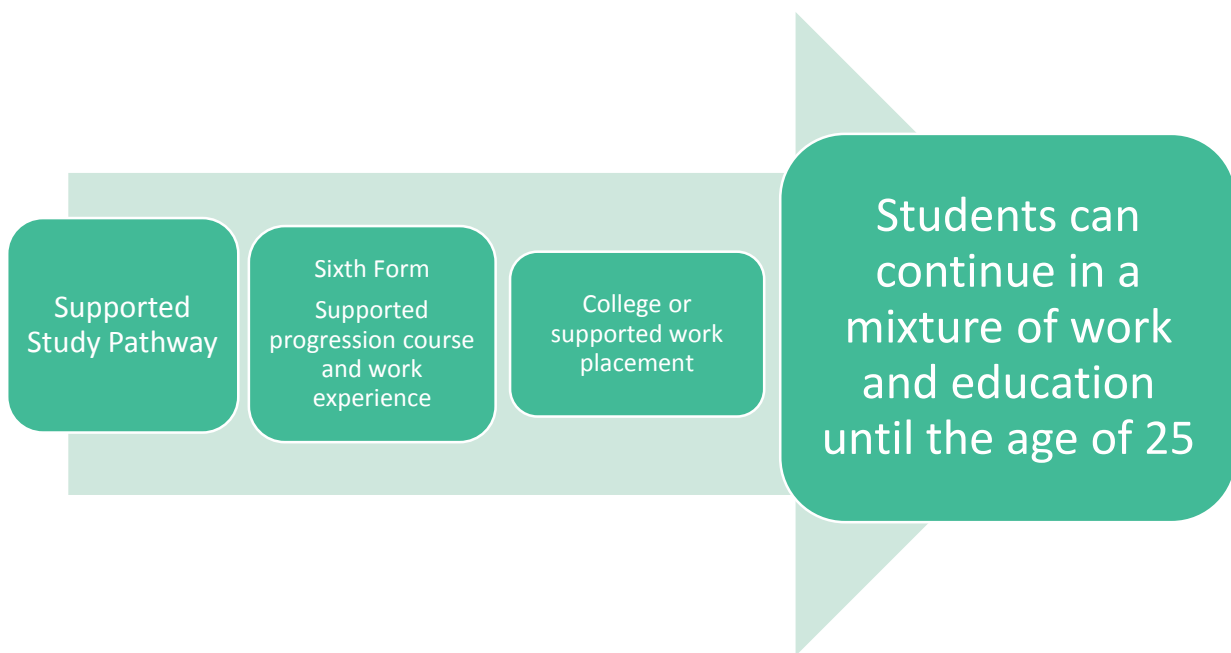 Supported
Study Pathway
Sixth Form
Supported
progression course
and work
experience
College or
supported work
placement
Students can
continue in a
mixture of work
and education
until the age of 25